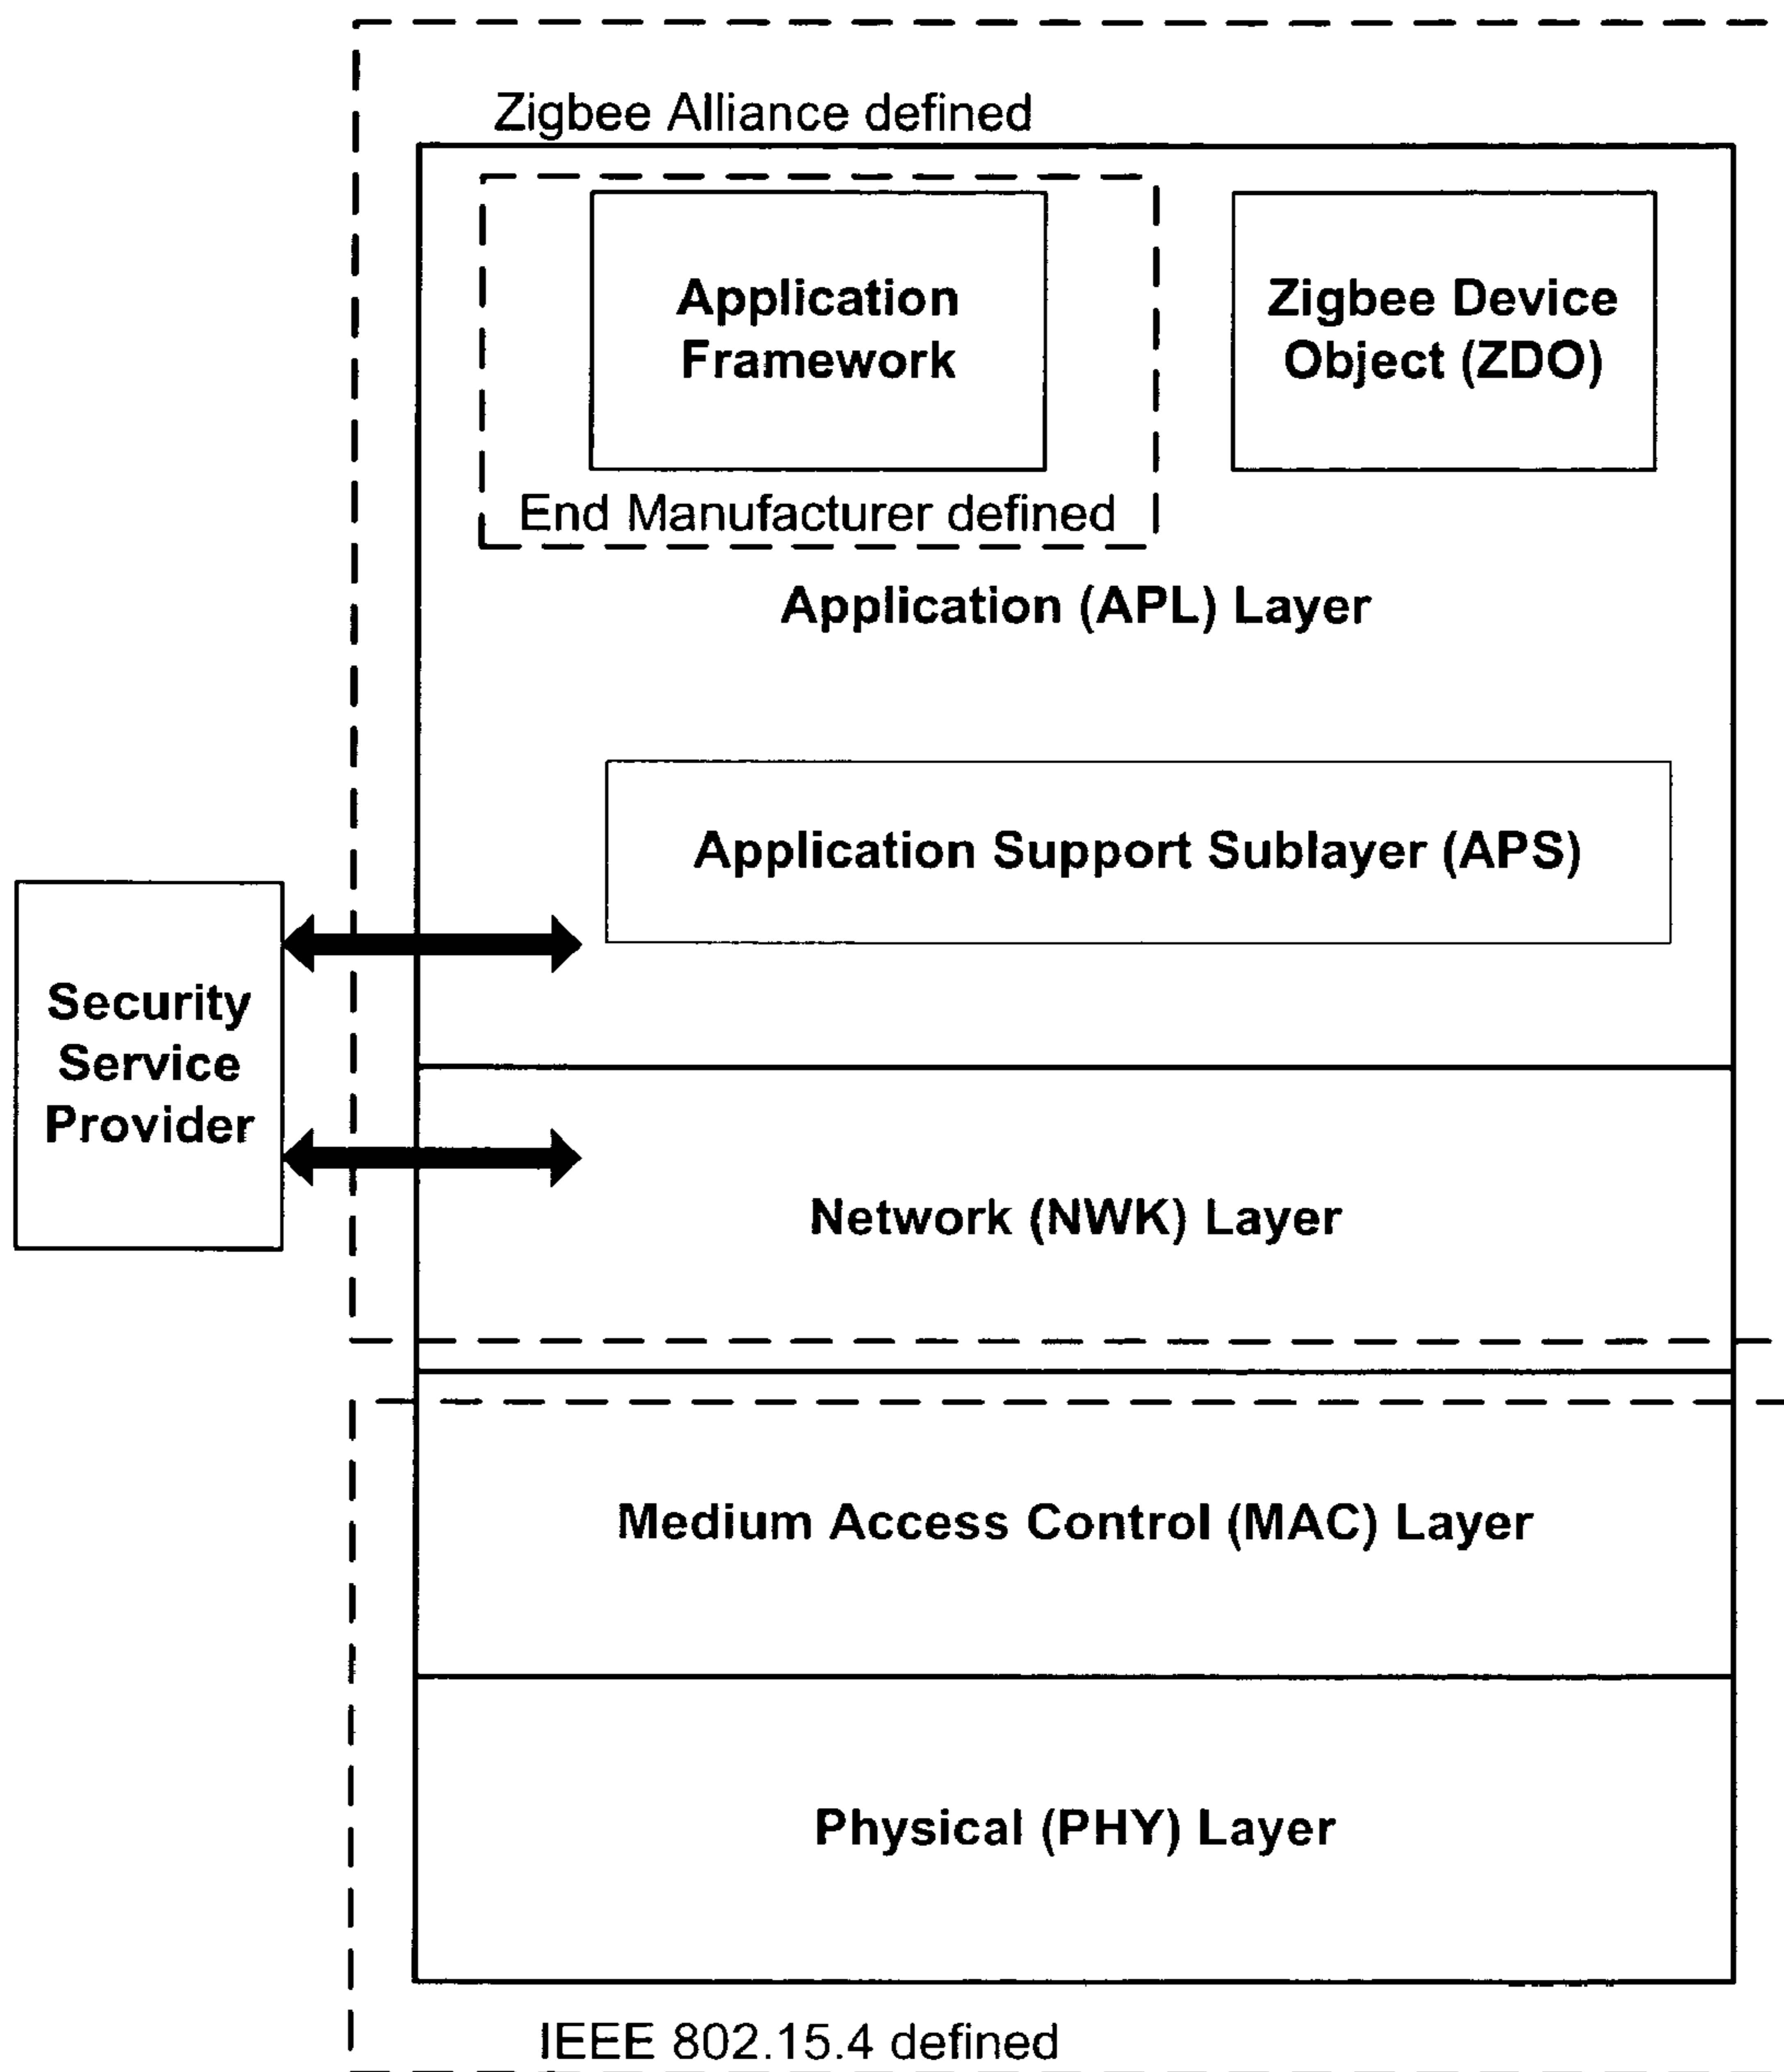 Zigbee Alliance defined
Application
Framework
Zigbee Device
Object (ZDO)
End Manufacturer defined
Application (APL) Layer
Application Support Sublayer (APS)
Security
Service
Provider
Network (NWK) Layer
Medium Access Control (MAC) Layer
Physical (PHY) Layer
IEEE 802.15.4 defined